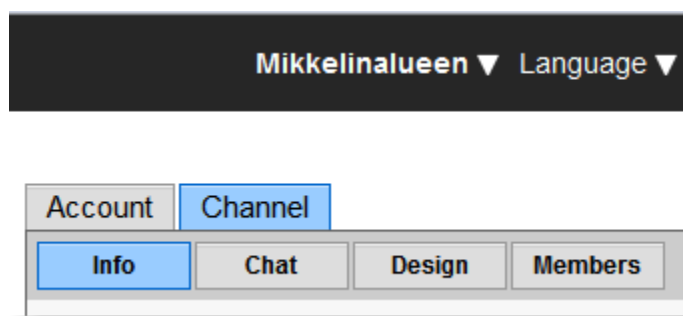 Mikkelinalueen ▼ Language ▼
Account Channel
Info Chat Design Members